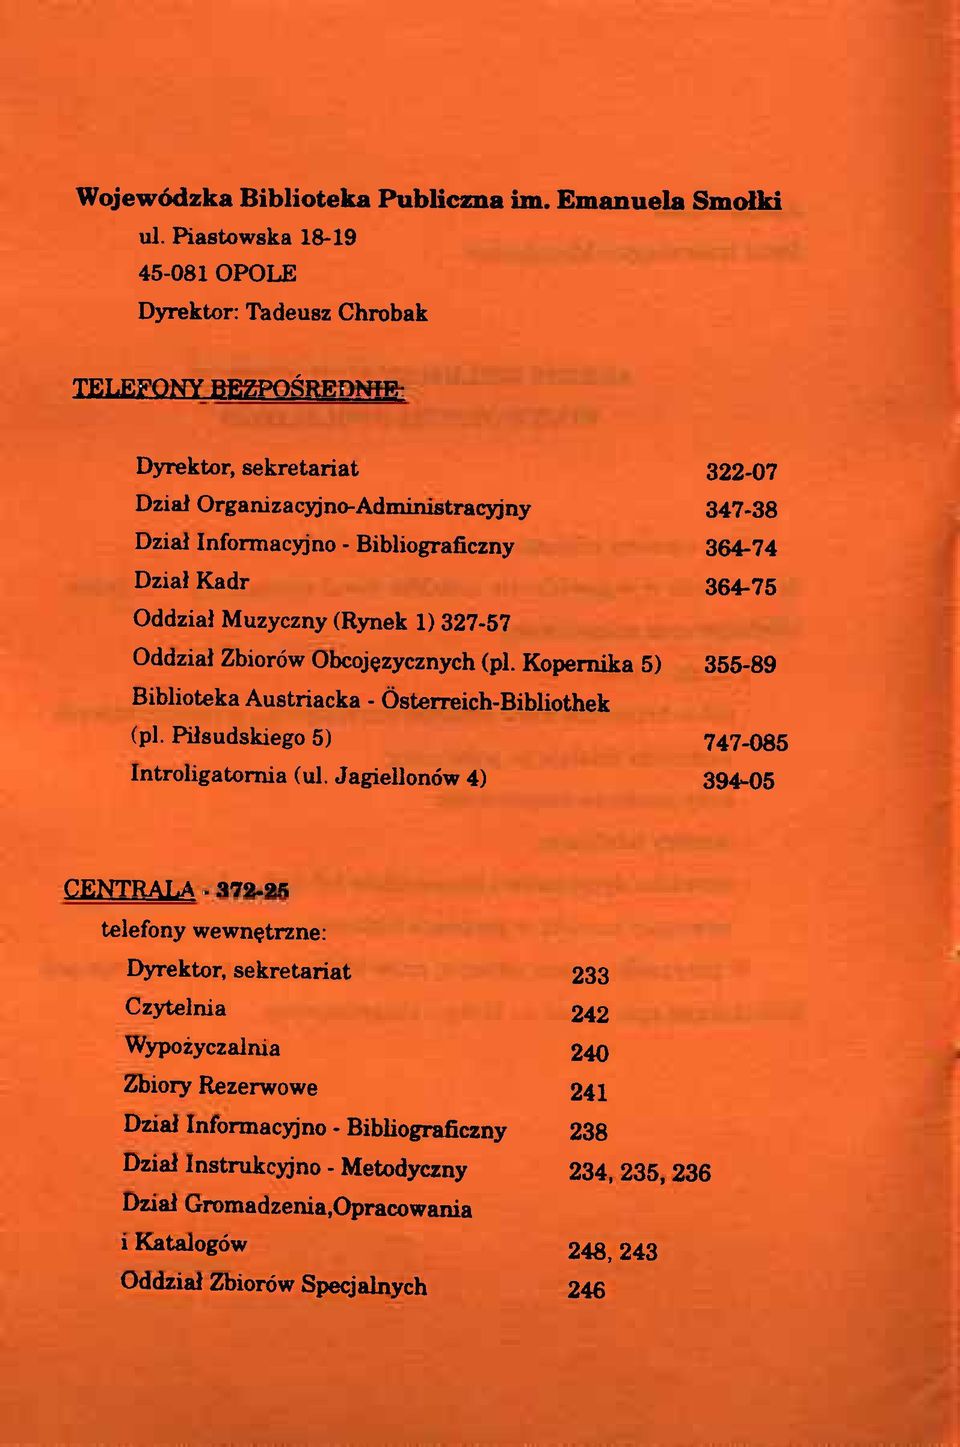 Wojewódzka Biblioteka Publiczna im. Emanuela Smołki
ul. Piastowska 18-19
45-081 OPOLE
Dyrektor: Tadeusz Chrobak
TELEFONY BEZPOŚREDNIE:
Dyrektor, sekretariat 322-07
Dział Organizacyjno-Administracyjny 347-38
Dział Informacyjno - Bibliograficzny 364-74
Dział Kadr 364-75
Oddział Muzyczny (Rynek 1) 327-57
Oddział Zbiorów Obcojęzycznych (pl. Kopernika 5) 355-89
Biblioteka Austriacka - Österreich-Bibliothek
(pl. Piłsudskiego 5) 747-085
Introligatornia (ul. Jagiellonów 4) 394-05
CENTRALA - 372-25
telefony wewnętrzne:
Dyrektor, sekretariat 233
Czytelnia 242
Wypożyczalnia 240
Zbiory Rezerwowe 241
Dział Informacyjno - Bibliograficzny 238
Dział Instrukcyjno - Metodyczny 234, 235, 236
Dział Gromadzenia,Opracowania
i Katalogów 248, 243
Oddział Zbiorów Specjalnych 246